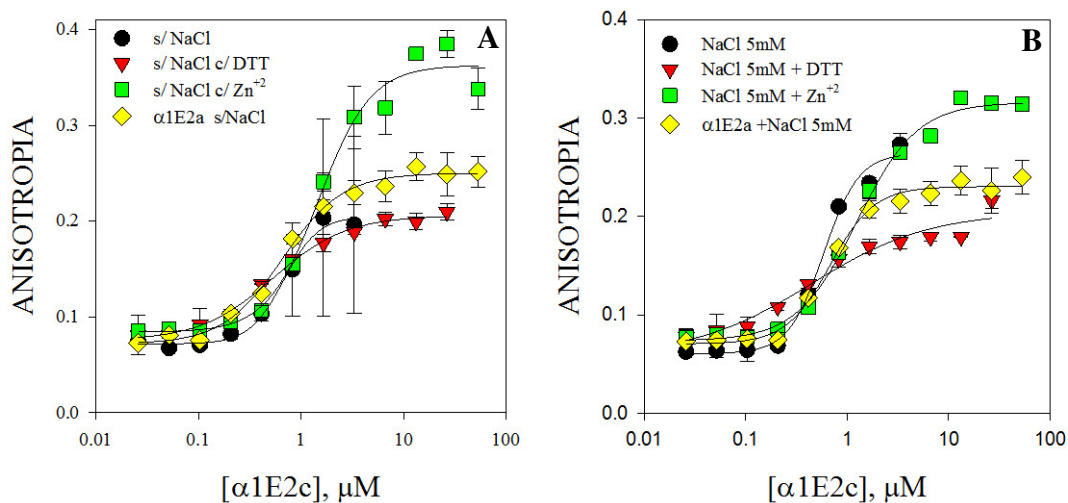 A
s/ NaCl
s/ NaCl c/ DTT
s/ NaCl c/ Zn+2
α1E2a s/NaCl
ANISOTROPIA
0.4
0.3
0.2
0.1
0.0
0.01
0.1
1
10
100
[α1E2c], μM
B
NaCl 5mM
NaCl 5mM + DTT
NaCl 5mM + Zn+2
α1E2a +NaCl 5mM
ANISOTROPIA
0.4
0.3
0.2
0.1
0.0
0.01
0.1
1
10
100
[α1E2c], μM